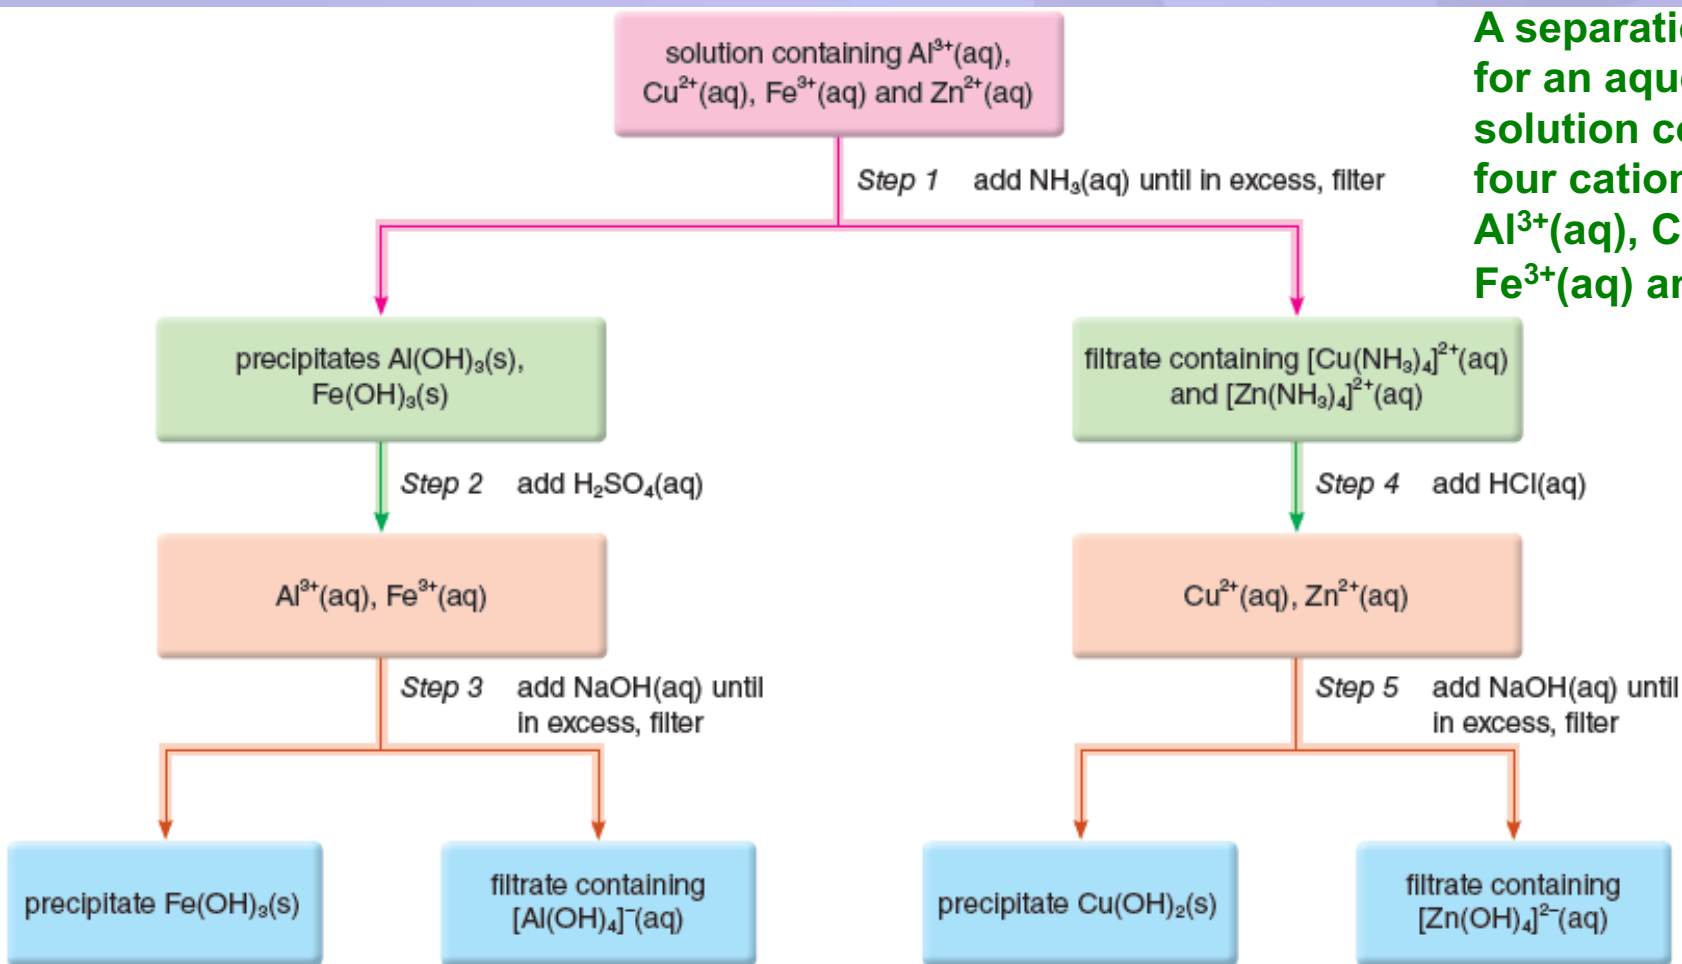 solution containing Al³⁺(aq),
Cu²⁺(aq), Fe³⁺(aq) and Zn²⁺(aq)
A
for an
solution
four
Al³⁺(aq),
Fe³⁺(aq)
Step 1 add NH₃(aq) until in excess, filter
precipitates Al(OH)₃(s),
Fe(OH)₃(s)
filtrate containing [Cu(NH₃)₄]²⁺(aq)
and [Zn(NH₃)₄]²⁺(aq)
Step 2 add H₂SO₄(aq)
Step 4 add HCl(aq)
Al³⁺(aq), Fe³⁺(aq)
Cu²⁺(aq), Zn²⁺(aq)
Step 3 add NaOH(aq) until
in excess, filter
Step 5 add NaOH(aq) until
in excess, filter
precipitate Fe(OH)₃(s)
filtrate containing
[Al(OH)₄]⁻(aq)
precipitate Cu(OH)₂(s)
filtrate containing
[Zn(OH)₄]²⁻(aq)